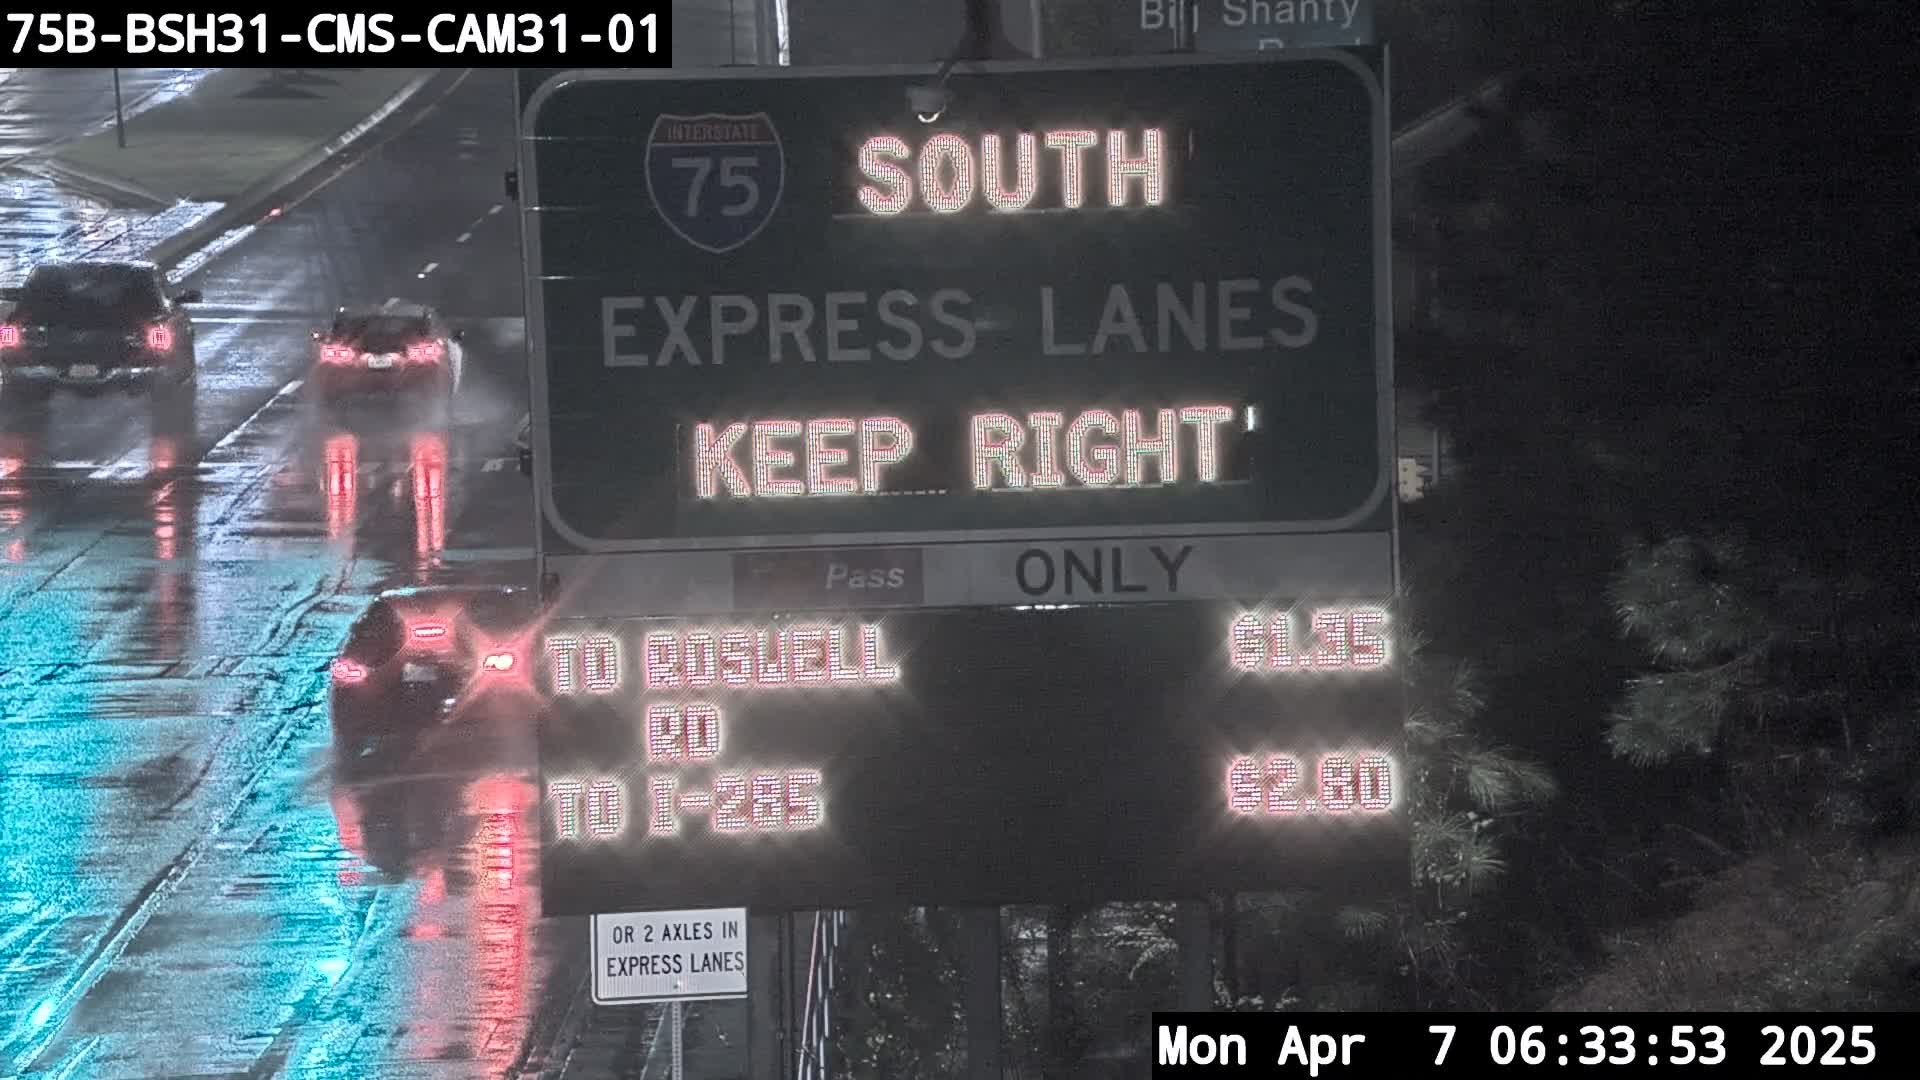 75B-BSH31-CMS-CAM31-01
Shanty
INTERSTATE
75
SOUTH
EXPRESS LANES
KEEP RIGHT
Pass ONLY
TO ROSWELL $1.35
RD
TO I-285 $2.80
OR 2 AXLES IN
EXPRESS LANES
Mon Apr 7 06:33:53 2025